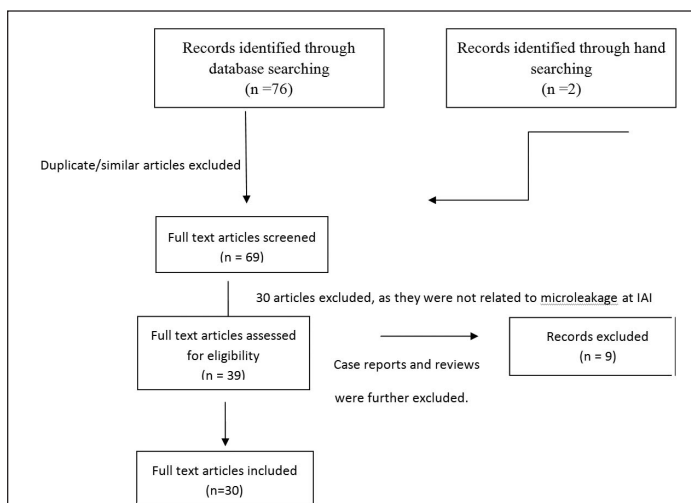 Records identified through
database searching
(n =76)
Records identified through hand
searching
(n =2)
Duplicate/similar articles excluded
Full text articles screened
(n = 69)
30 articles excluded, as they were not related to microleakage at IAI
Full text articles assessed
for eligibility
(n = 39)
Records excluded
(n = 9)
Case reports and reviews
were further excluded.
Full text articles included
(n=30)